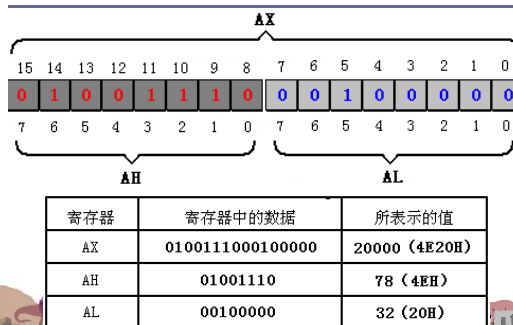 AX
15 14 13 12 11 10 9 8 7 6 5 4 3 2 1 0
0 1 0 0 1 1 1 0 0 0 1 0 0 0 0 0
7 6 5 4 3 2 1 0 7 6 5 4 3 2 1 0
AH AL
寄存器 寄存器中的数据 所表示的值
AX 0100111000100000 20000 (4E20H)
AH 01001110 78 (4EH)
AL 00100000 32 (20H)